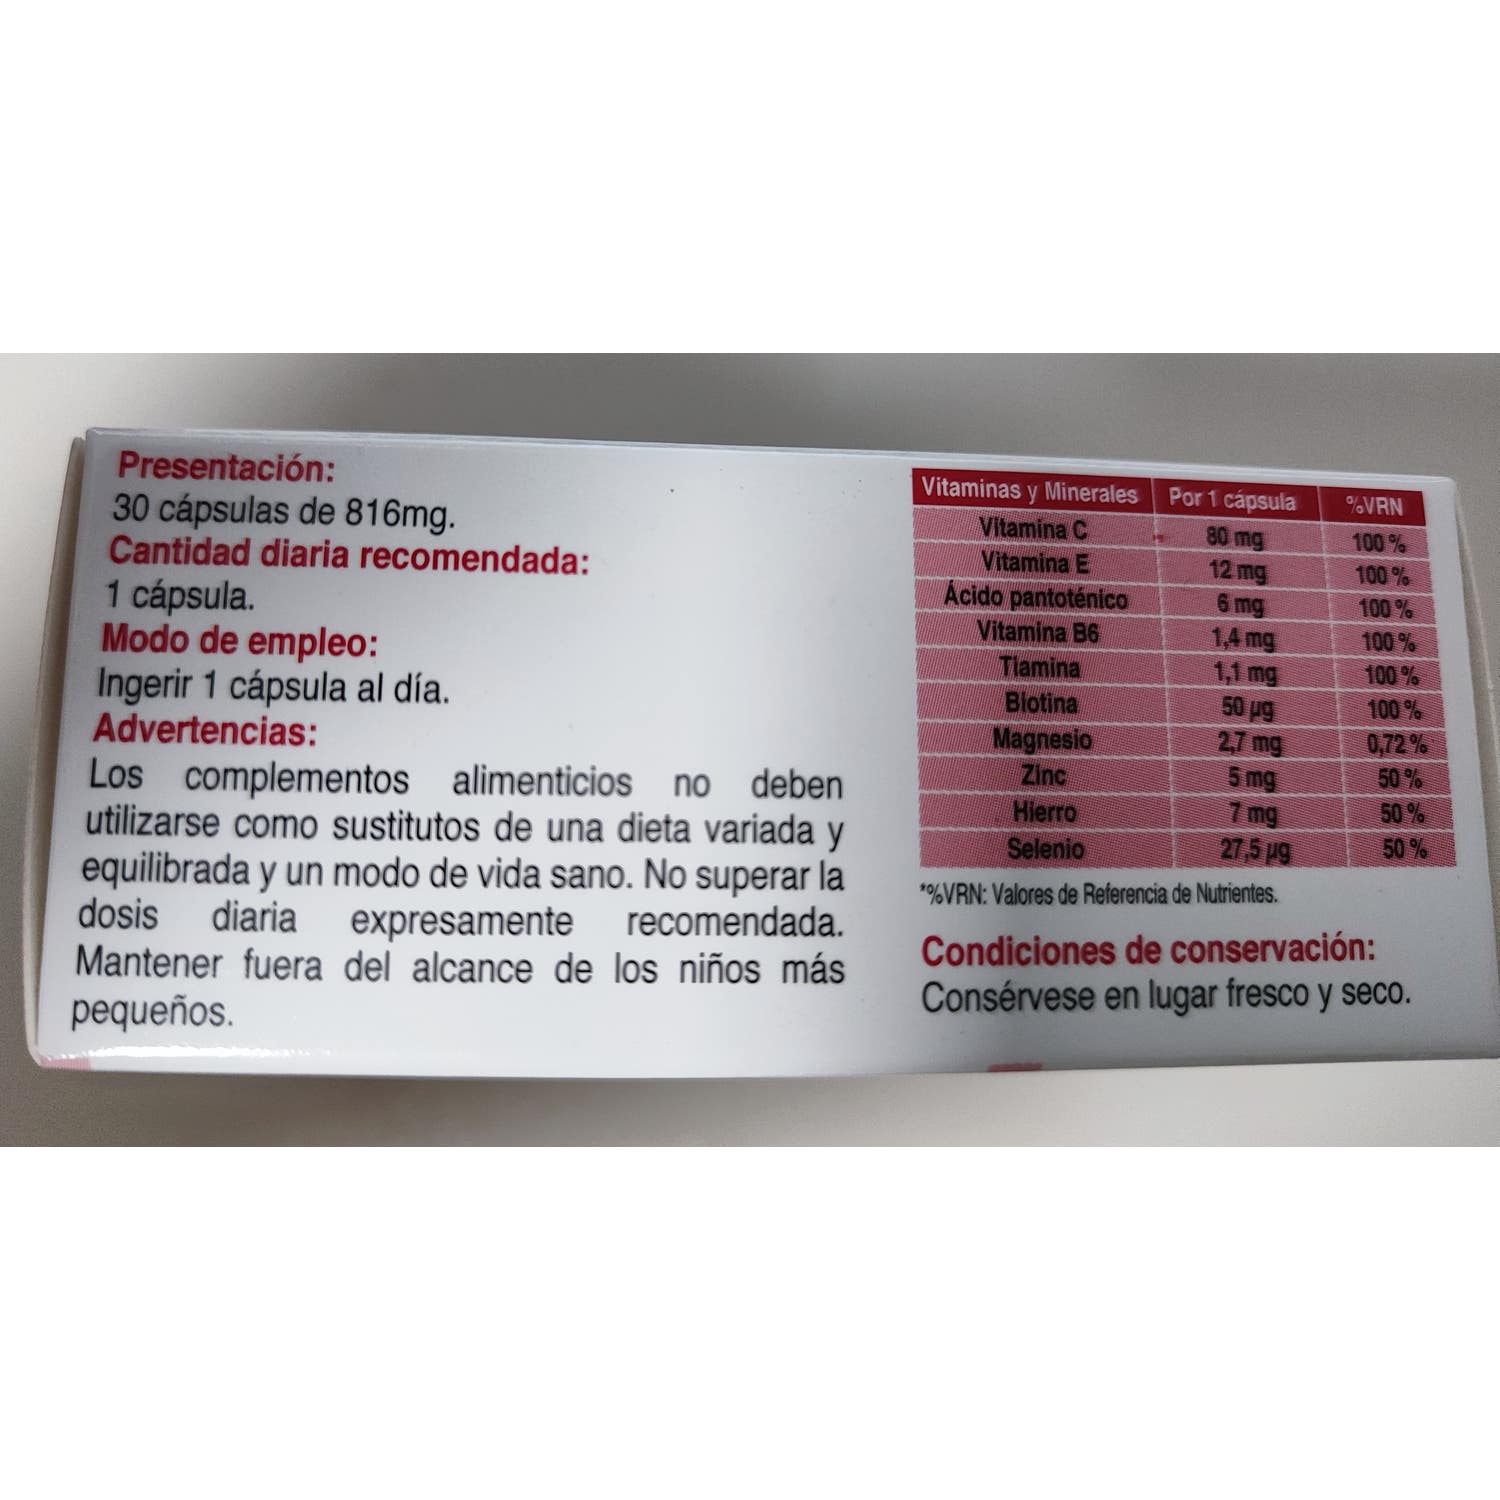 Presentación:
30 cápsulas de 816mg.
Cantidad diaria recomendada:
1 cápsula.
Modo de empleo:
Ingerir 1 cápsula al día.
Advertencias:
Los complementos alimenticios no deben
utilizarse como sustitutos de una dieta variada y
equilibrada y un modo de vida sano. No superar la
dosis diaria expresamente recomendada.
Mantener fuera del alcance de los niños más
pequeños.
Vitaminas y Minerales Por 1 cápsula %VRN
Vitamina C 80 mg 100 %
Vitamina E 12 mg 100 %
Ácido pantoténico 6 mg 100 %
Vitamina B6 1,4 mg 100 %
Tiamina 1,1 mg 100 %
Biotina 50 µg 100 %
Magnesio 2,7 mg 0,72 %
Zinc 5 mg 50 %
Hierro 7 mg 50 %
Selenio 27,5 µg 50 %
*%VRN: Valores de Referencia de Nutrientes.
Condiciones de conservación:
Consérvese en lugar fresco y seco.